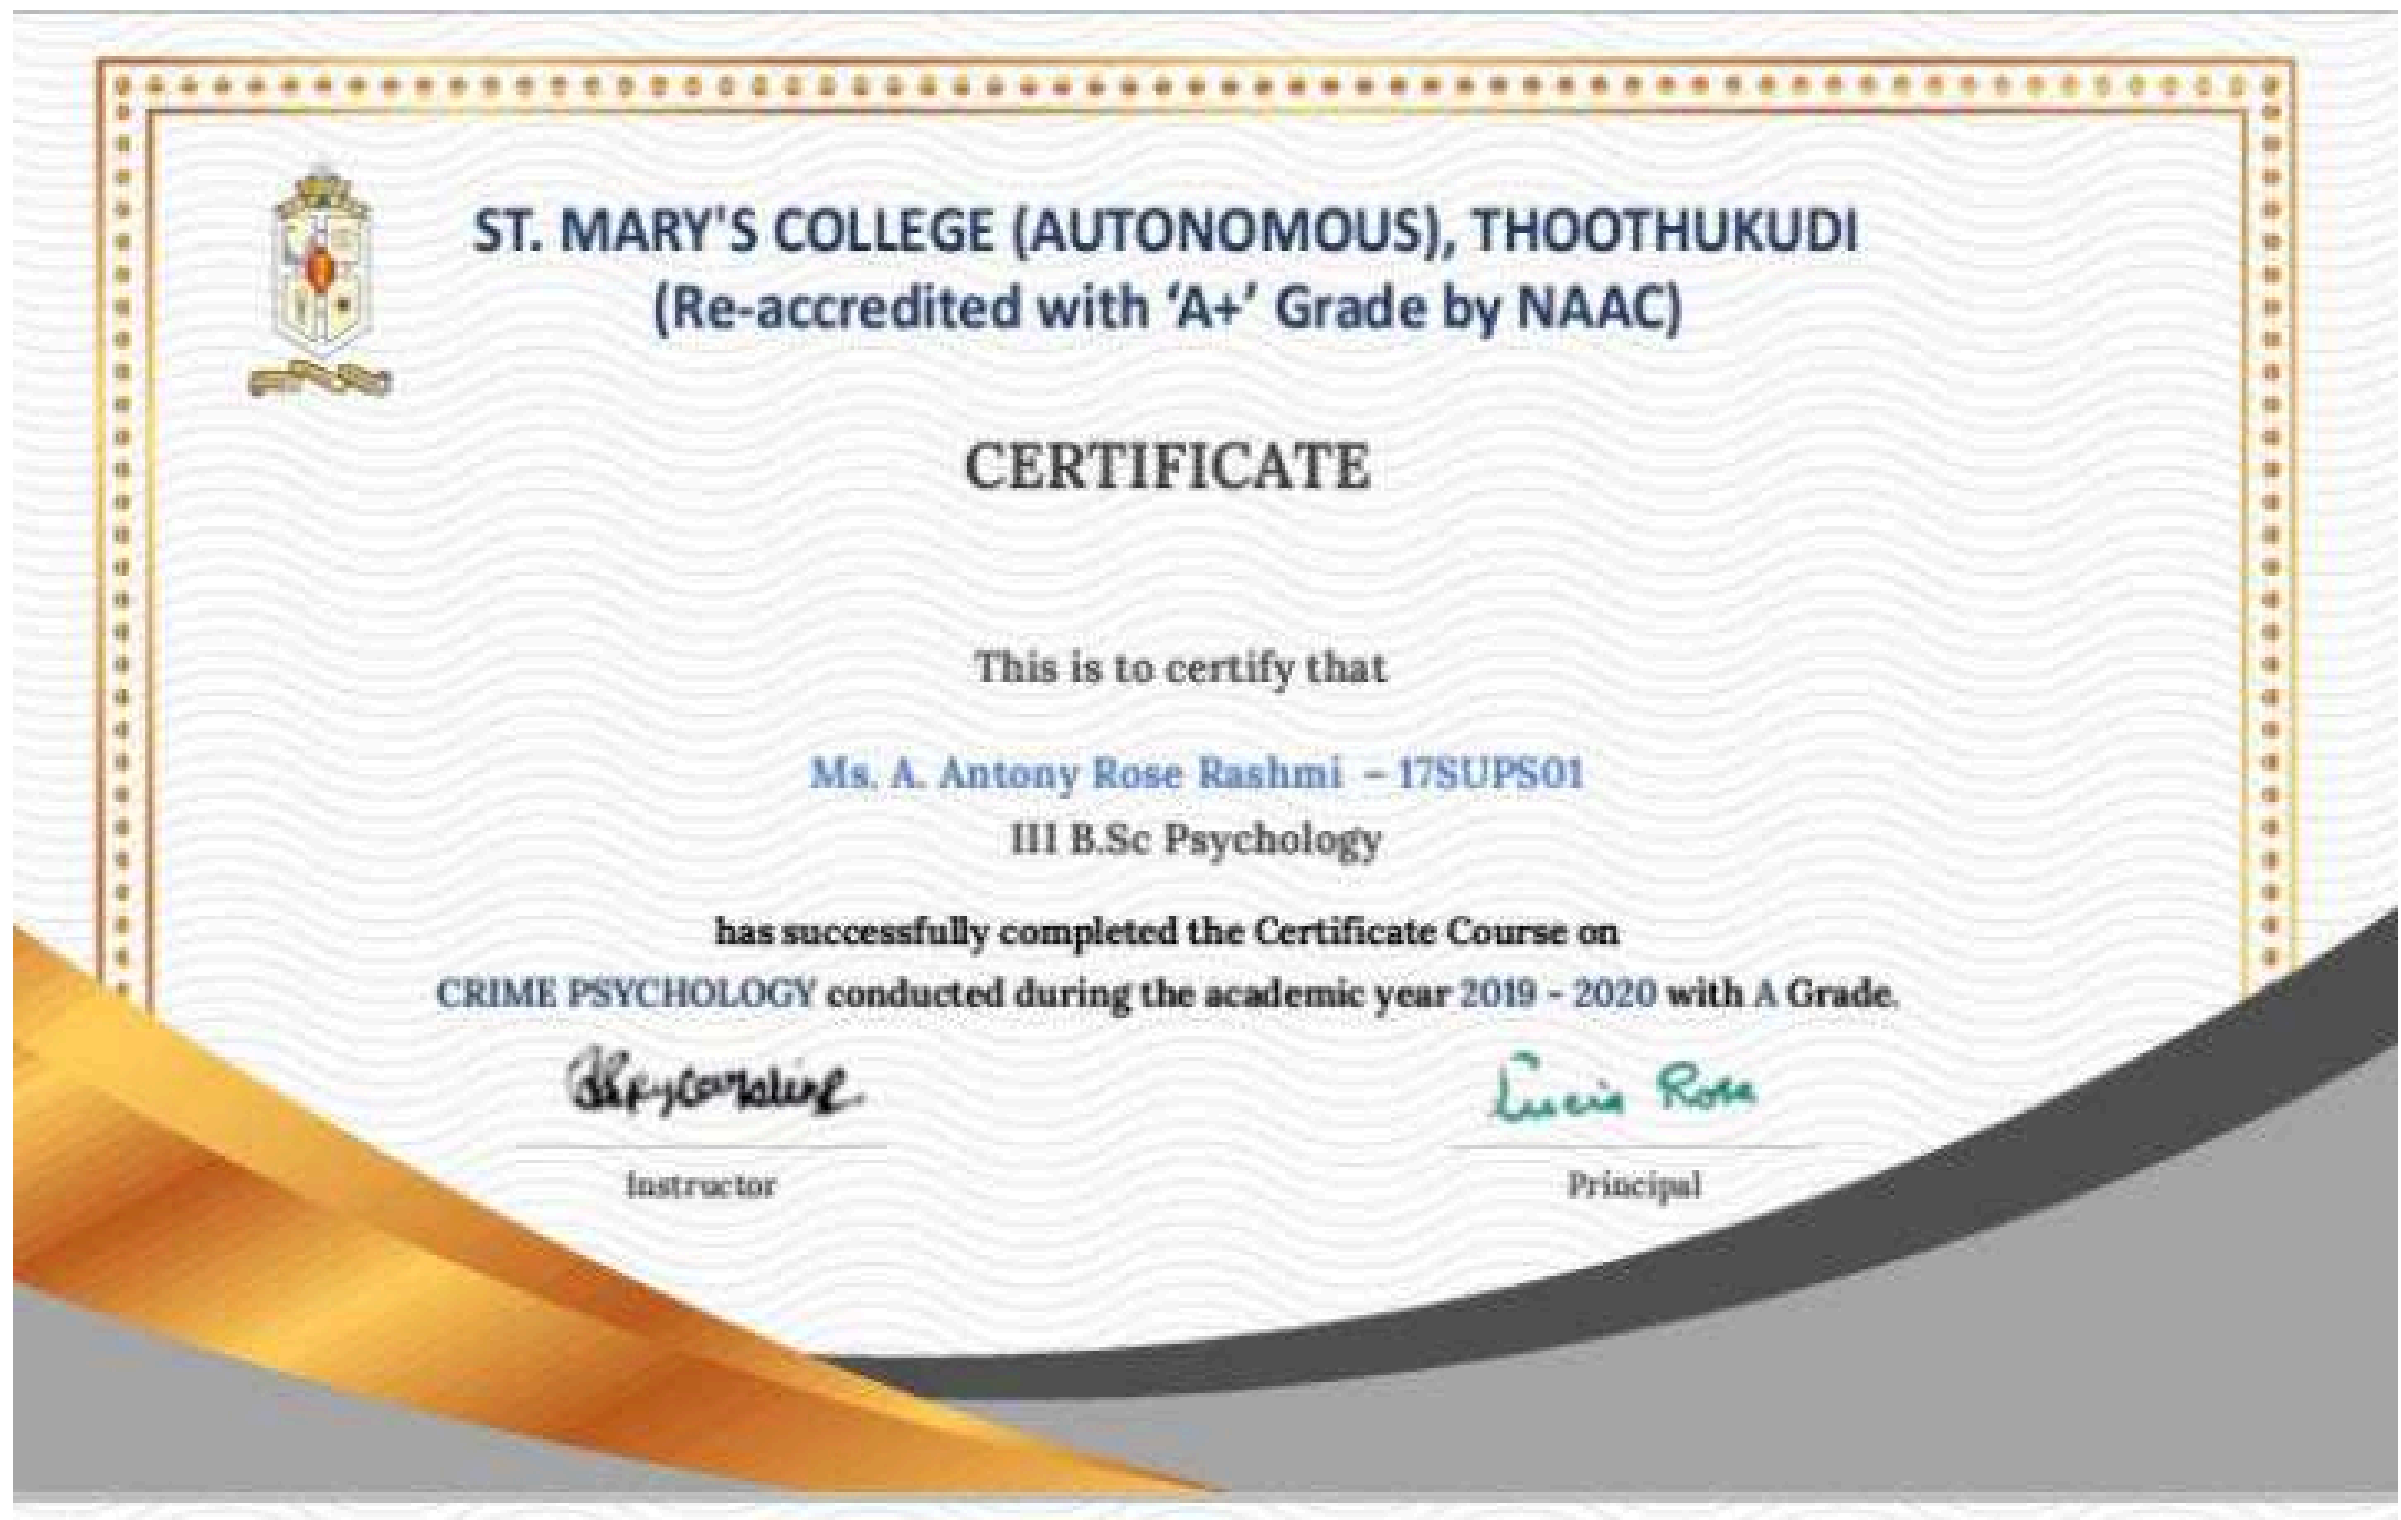 ST. MARY'S COLLEGE (AUTONOMOUS), THOOTHUKUDI
(Re-accredited with ‘A+’ Grade by NAAC)
CERTIFICATE
This is to certify that
Ms. A. Antony Rose Rashmi – 17SUPS01
III B.Sc Psychology
has successfully completed the Certificate Course on
CRIME PSYCHOLOGY conducted during the academic year 2019 - 2020 with A Grade.
Lucia Rose
Instructor
Principal